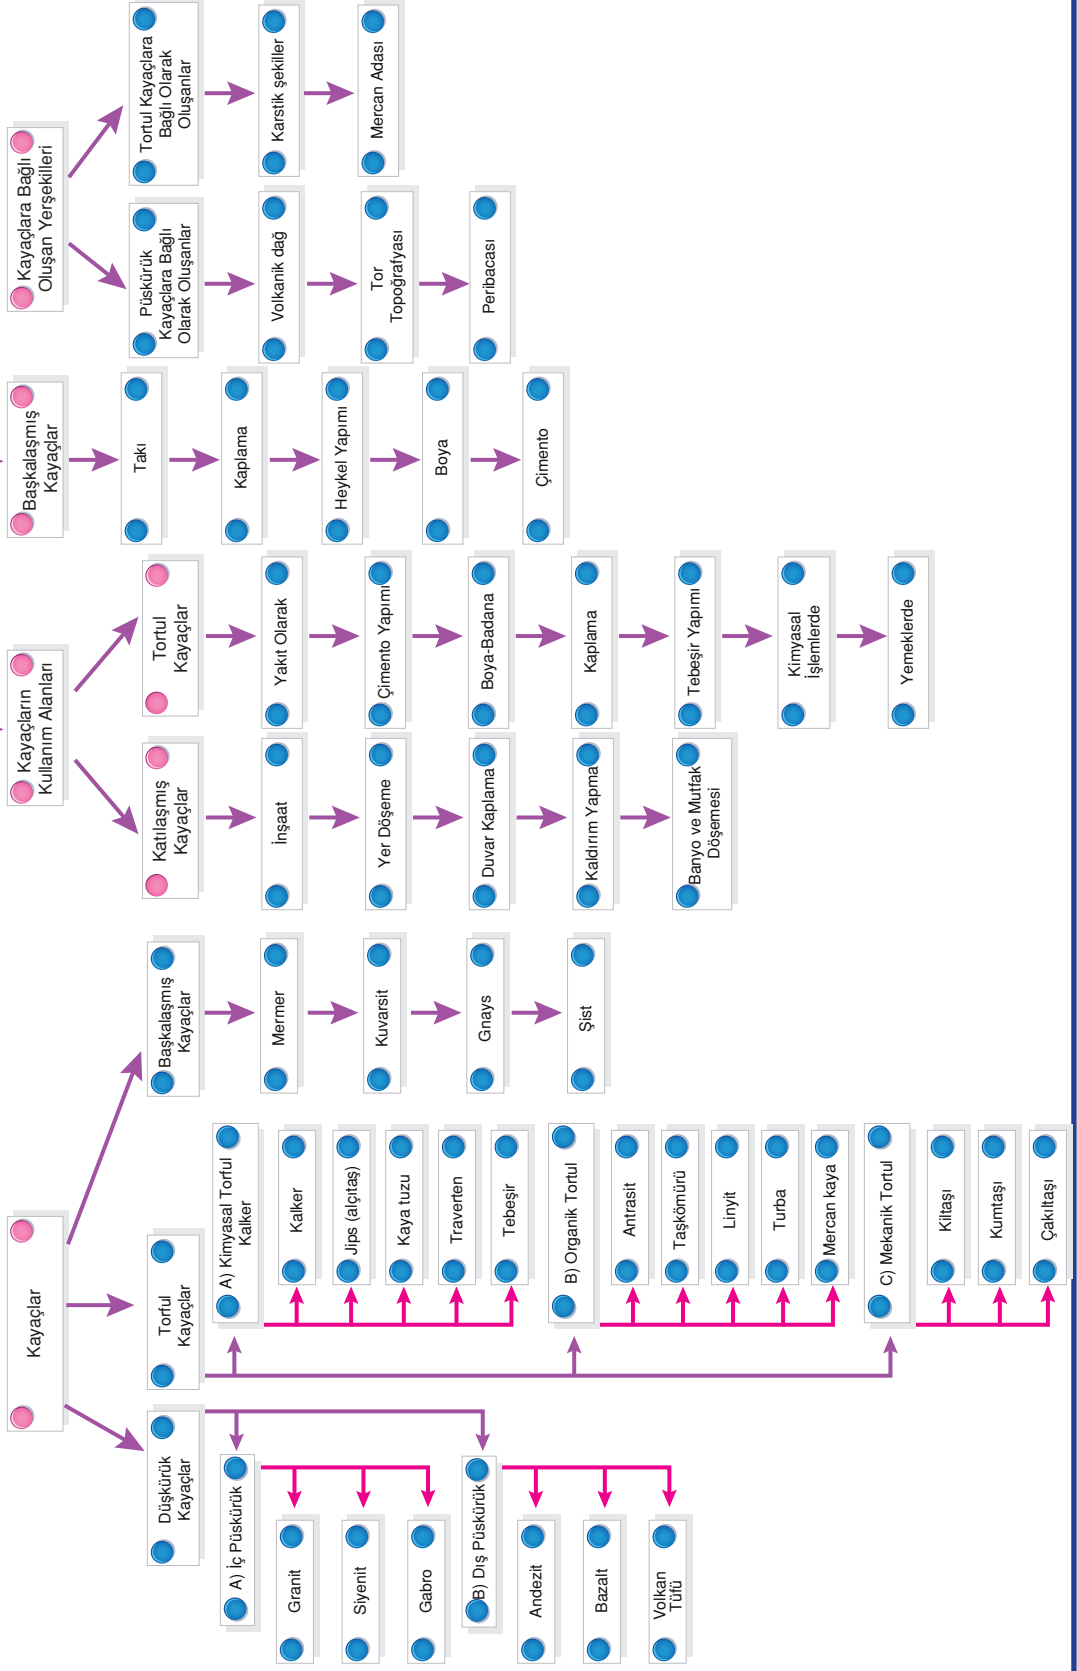 Kayaçlar
Düşkürük
Kayaçlar
A) İç Püskürük
Granit
Siyenit
Gabro
B) Dış Püskürük
Andezit
Bazalt
Volkan
Tüfü
Torful
Kayaçlar
A) Kimyasal Torful
Kalker
Kalker
Jips (alçıtaş)
Kaya tuzu
Traverten
Tebeşir
B) Organik Tortul
Antrasit
Taşkömürü
Linyit
Turba
Mercan kaya
C) Mekanik Tortul
Kiltaşı
Kumtaşı
Çakıltaşı
Başkalaşmış
Kayaçlar
Mermer
Kuvarsit
Gnays
Şist
Kayaçların
Kullanım Alanları
Katılaşmış
Kayaçlar
İnşaat
Yer Döşeme
Duvar Kaplama
Kaldırım Yapma
Banyo ve Mutfak
Döşemesi
Tortul
Kayaçlar
Yakıt Olarak
Çimento Yapımı
Boya-Badana
Kaplama
Tebeşir Yapımı
Kimyasal
İşlemlerde
Yemeklerde
Başkalaşmış
Kayaçlar
Takı
Kaplama
Heykel Yapımı
Boya
Çimento
Kayaçlara Bağlı
Oluşan Yerşekilleri
Püskürük
Kayaçlara Bağlı
Olarak Oluşanlar
Volkanik dağ
Tor
Topoğrafyası
Peribacası
Tortul Kayaçlara
Bağlı Olarak
Oluşanlar
Karstik şekiller
Mercan Adası